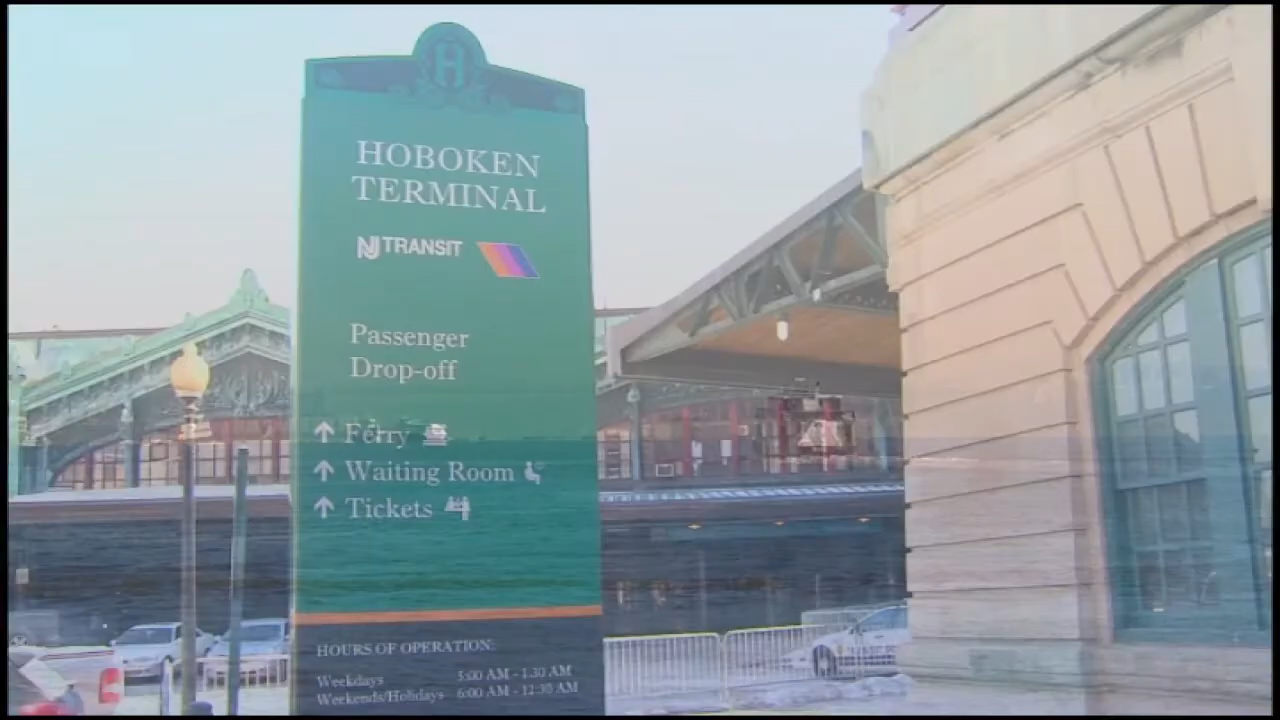 H
HOBOKEN
TERMINAL
NJ TRANSIT
Passenger
Drop-off
Ferry
Waiting Room
Tickets
HOURS OF OPERATION:
Weekdays 5:00 AM - 1:30 AM
Weekends/Holidays 6:00 AM - 12:30 AM